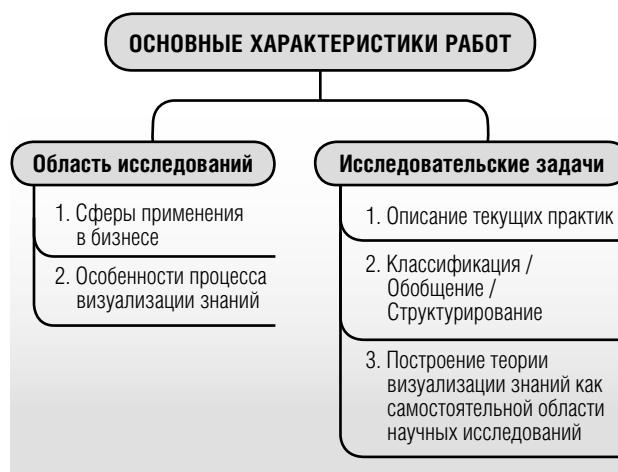 ОСНОВНЫЕ ХАРАКТЕРИСТИКИ РАБОТ
Область исследований
1. Сферы применения
в бизнесе
2. Особенности процесса
визуализации знаний
Исследовательские задачи
1. Описание текущих практик
2. Классификация /
Обобщение /
Структурирование
3. Построение теории
визуализации знаний как
самостоятельной области
научных исследований